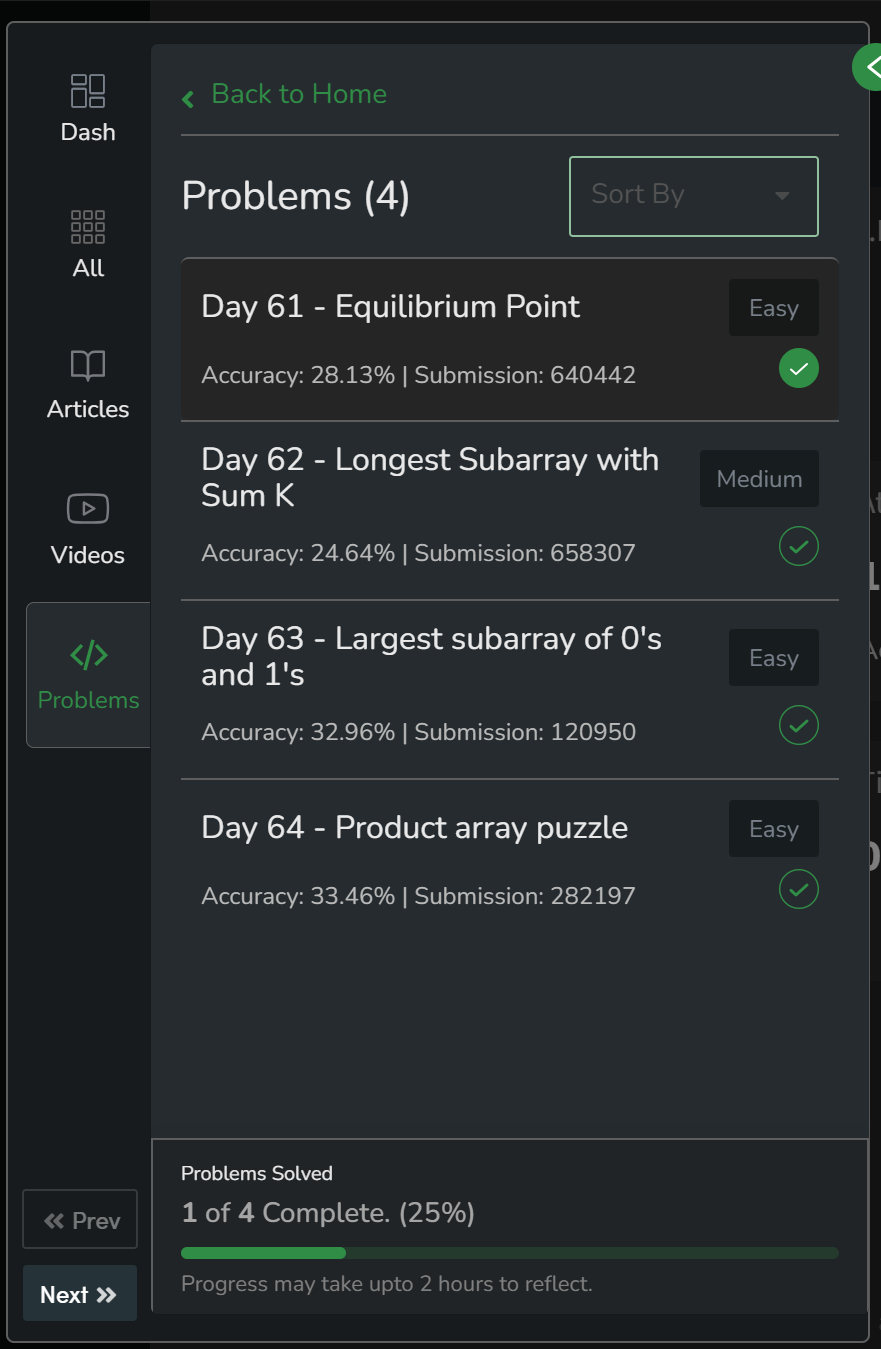 Dash
All
Articles
Videos
Problems
Prev
Next
Back to Home
Problems (4)
Sort By
Day 61 - Equilibrium Point
Easy
Accuracy: 28.13% | Submission: 640442
Day 62 - Longest Subarray with
Sum K
Medium
Accuracy: 24.64% | Submission: 658307
Day 63 - Largest subarray of 0's
and 1's
Easy
Accuracy: 32.96% | Submission: 120950
Day 64 - Product array puzzle
Easy
Accuracy: 33.46% | Submission: 282197
Problems Solved
1 of 4 Complete. (25%)
Progress may take upto 2 hours to reflect.